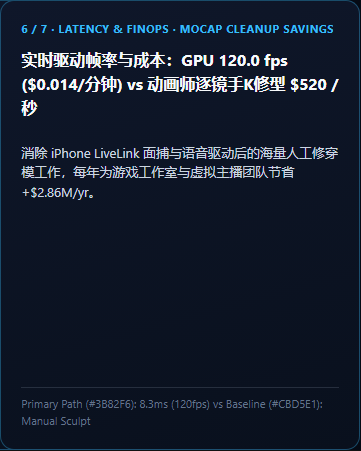 6 / 7 · LATENCY & FINOPS · MOCAP CLEANUP SAVINGS
实时驱动帧率与成本：GPU 120.0 fps
($0.014/分钟) vs 动画师逐镜手K修型 $520 /
秒
消除 iPhone LiveLink 面捕与语音驱动后的海量人工修穿
模工作，每年为游戏工作室与虚拟主播团队节省
+$2.86M/yr。
Primary Path (#3B82F6): 8.3ms (120fps) vs Baseline (#CBD5E1):
Manual Sculpt